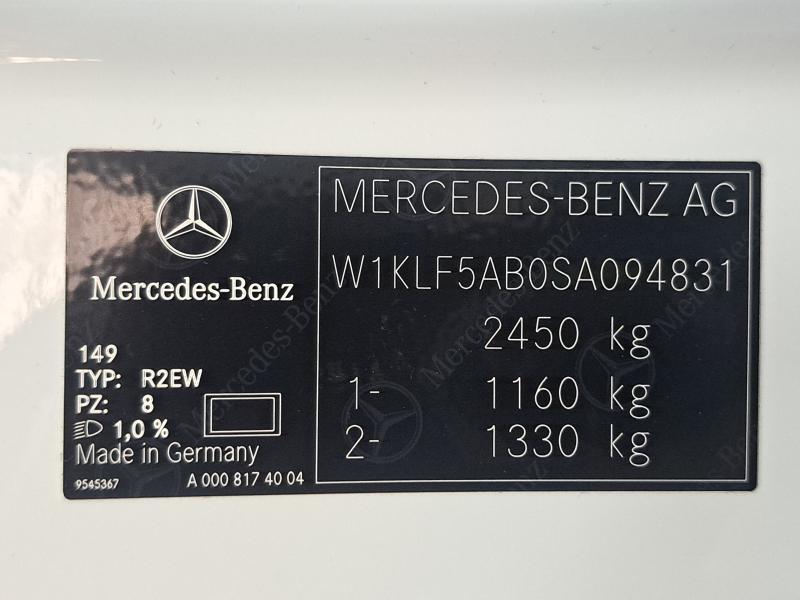 Mercedes-Benz
149
TYP: R2EW
PZ: 8
1,0 %
Made in Germany
9545367
A 000 817 40 04
MERCEDES-BENZ AG
W1KLF5AB0SA094831
2450 kg
1- 1160 kg
2- 1330 kg